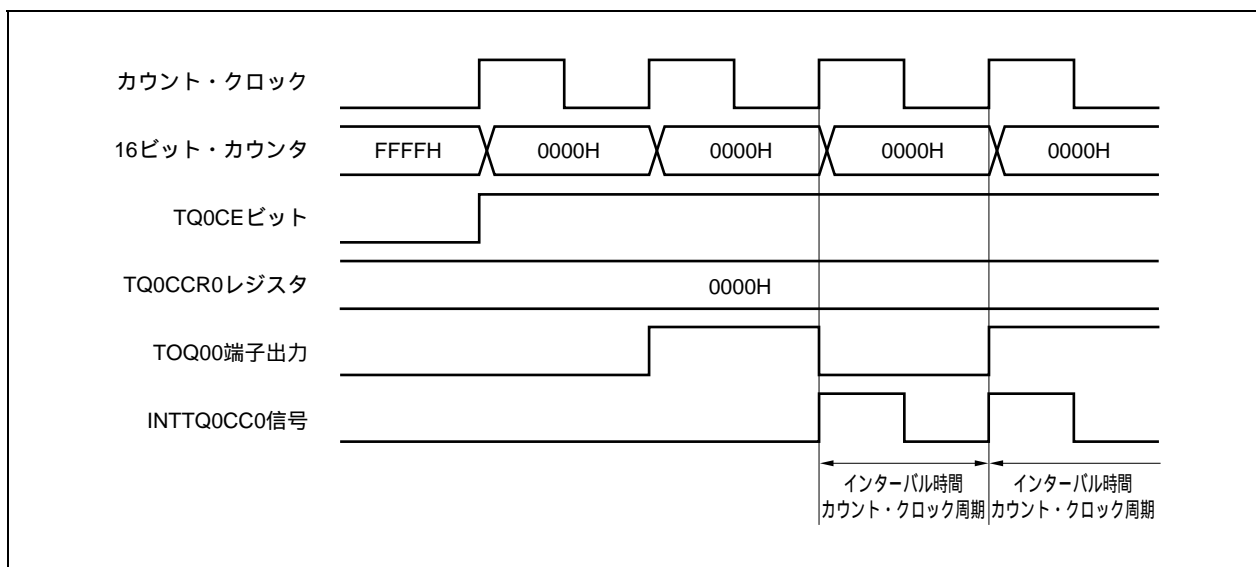 カウント・クロック
16ビット・カウンタ FFFFH 0000H 0000H 0000H 0000H
TQ0CEビット
TQ0CCR0レジスタ 0000H
TOQ00端子出力
INTTQ0CC0信号
インターバル時間 インターバル時間
カウント・クロック周期 カウント・クロック周期